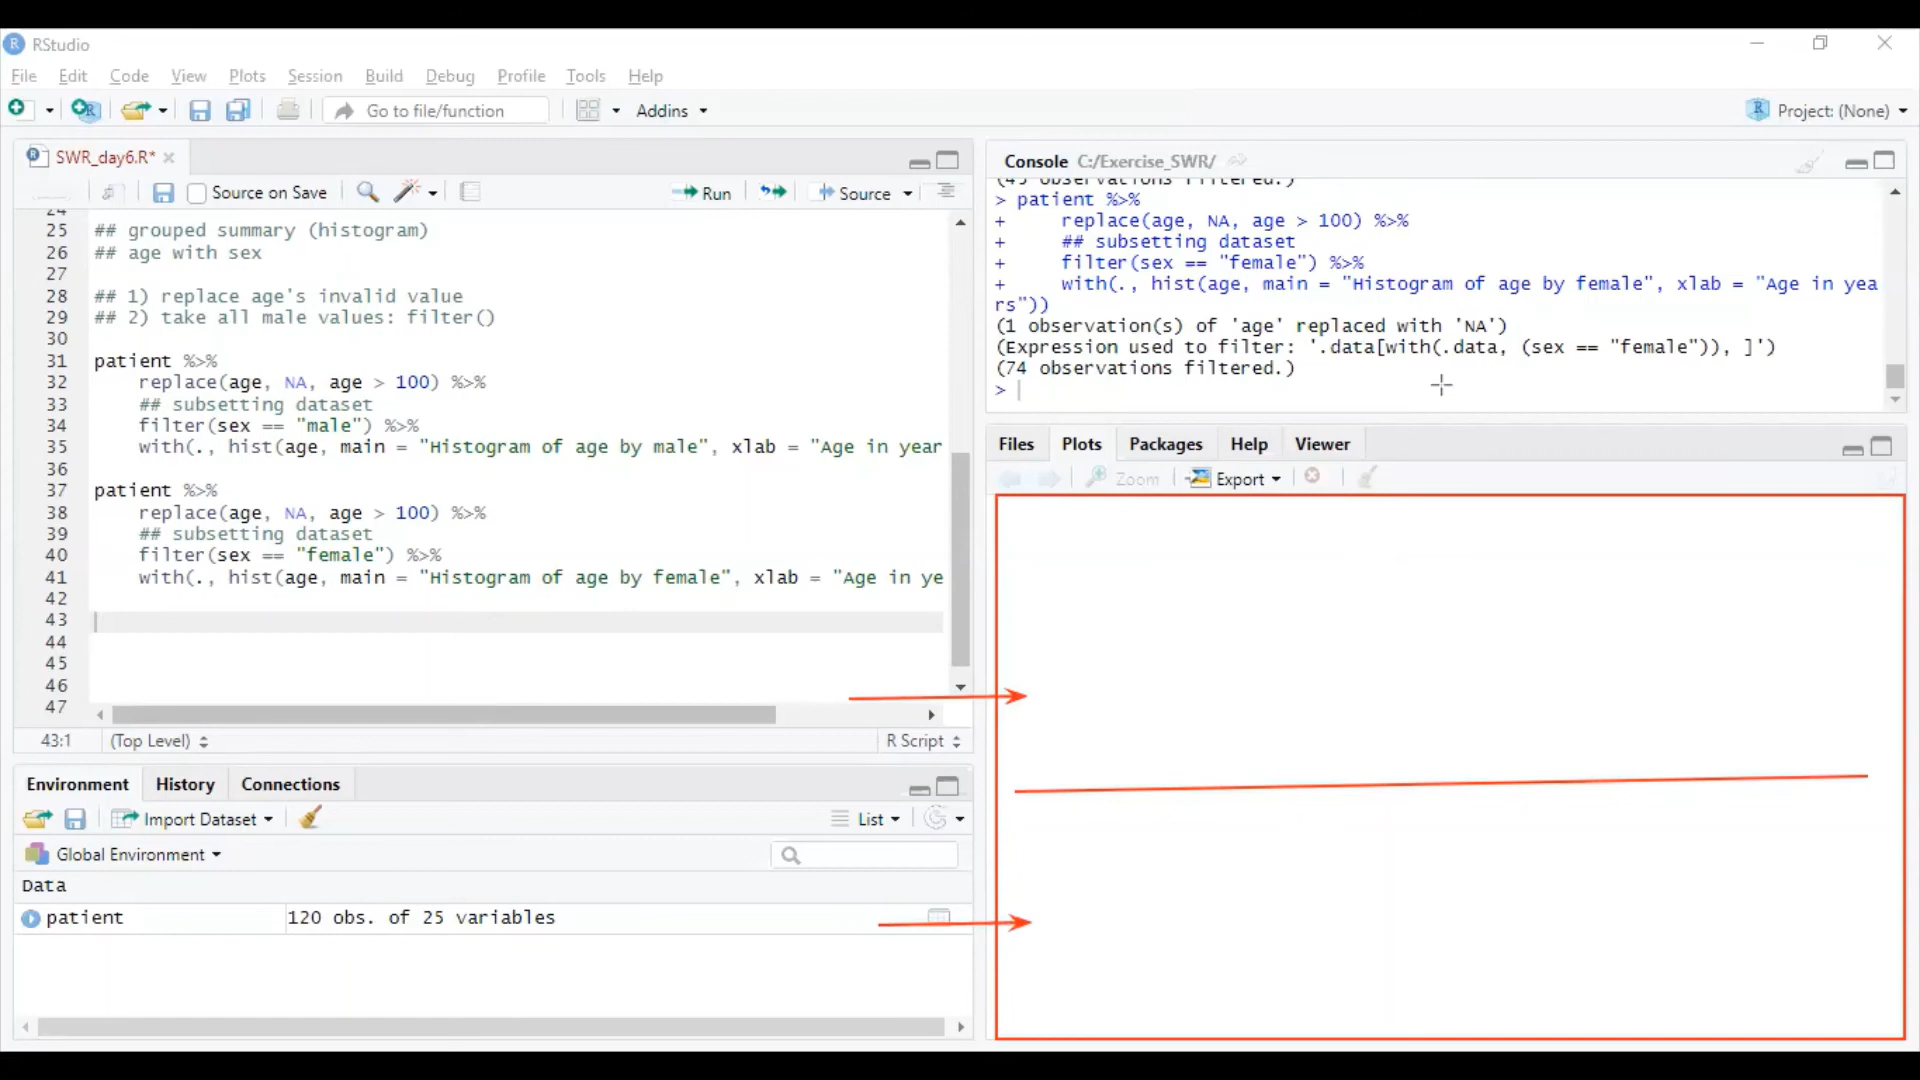 RStudio
File Edit Code View Plots Session Build Debug Profile Tools Help
Go to file/function Addins Project: (None)
SWR_day6.R*
Source on Save Run Source
24
25 ## grouped summary (histogram)
26 ## age with sex
27
28 ## 1) replace age's invalid value
29 ## 2) take all male values: filter()
30
31 patient %>%
32 replace(age, NA, age > 100) %>%
33 ## subsetting dataset
34 filter(sex == "male") %>%
35 with(., hist(age, main = "Histogram of age by male", xlab = "Age in year
36
37 patient %>%
38 replace(age, NA, age > 100) %>%
39 ## subsetting dataset
40 filter(sex == "female") %>%
41 with(., hist(age, main = "Histogram of age by female", xlab = "Age in ye
42
43
44
45
46
47
43:1 (Top Level) R Script
Environment History Connections
Import Dataset List
Global Environment
Data
patient 120 obs. of 25 variables
Console C:/Exercise_SWR/
(45 observations filtered.)
> patient %>%
+ replace(age, NA, age > 100) %>%
+ ## subsetting dataset
+ filter(sex == "female") %>%
+ with(., hist(age, main = "Histogram of age by female", xlab = "Age in yea
rs"))
(1 observation(s) of 'age' replaced with 'NA')
(Expression used to filter: '.data[with(.data, (sex == "female")), ]')
(74 observations filtered.)
>
Files Plots Packages Help Viewer
Zoom Export